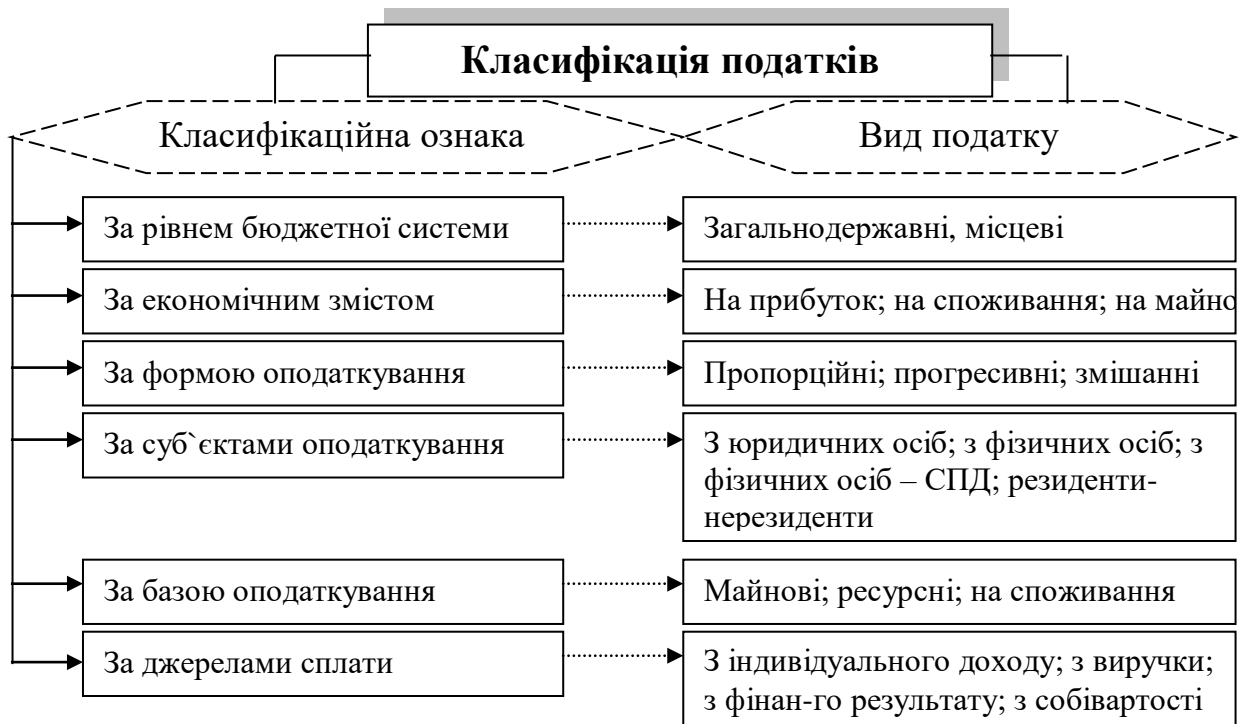 Класифікація податків
Класифікаційна ознака
Вид податку
За рівнем бюджетної системи
Загальнодержавні, місцеві
За економічним змістом
На прибуток; на споживання; на майно
За формою оподаткування
Пропорційні; прогресивні; змішанні
За суб`єктами оподаткування
З юридичних осіб; з фізичних осіб; з
фізичних осіб – СПД; резиденти-
нерезиденти
За базою оподаткування
Майнові; ресурсні; на споживання
За джерелами сплати
З індивідуального доходу; з виручки;
з фінан-го результату; з собівартості